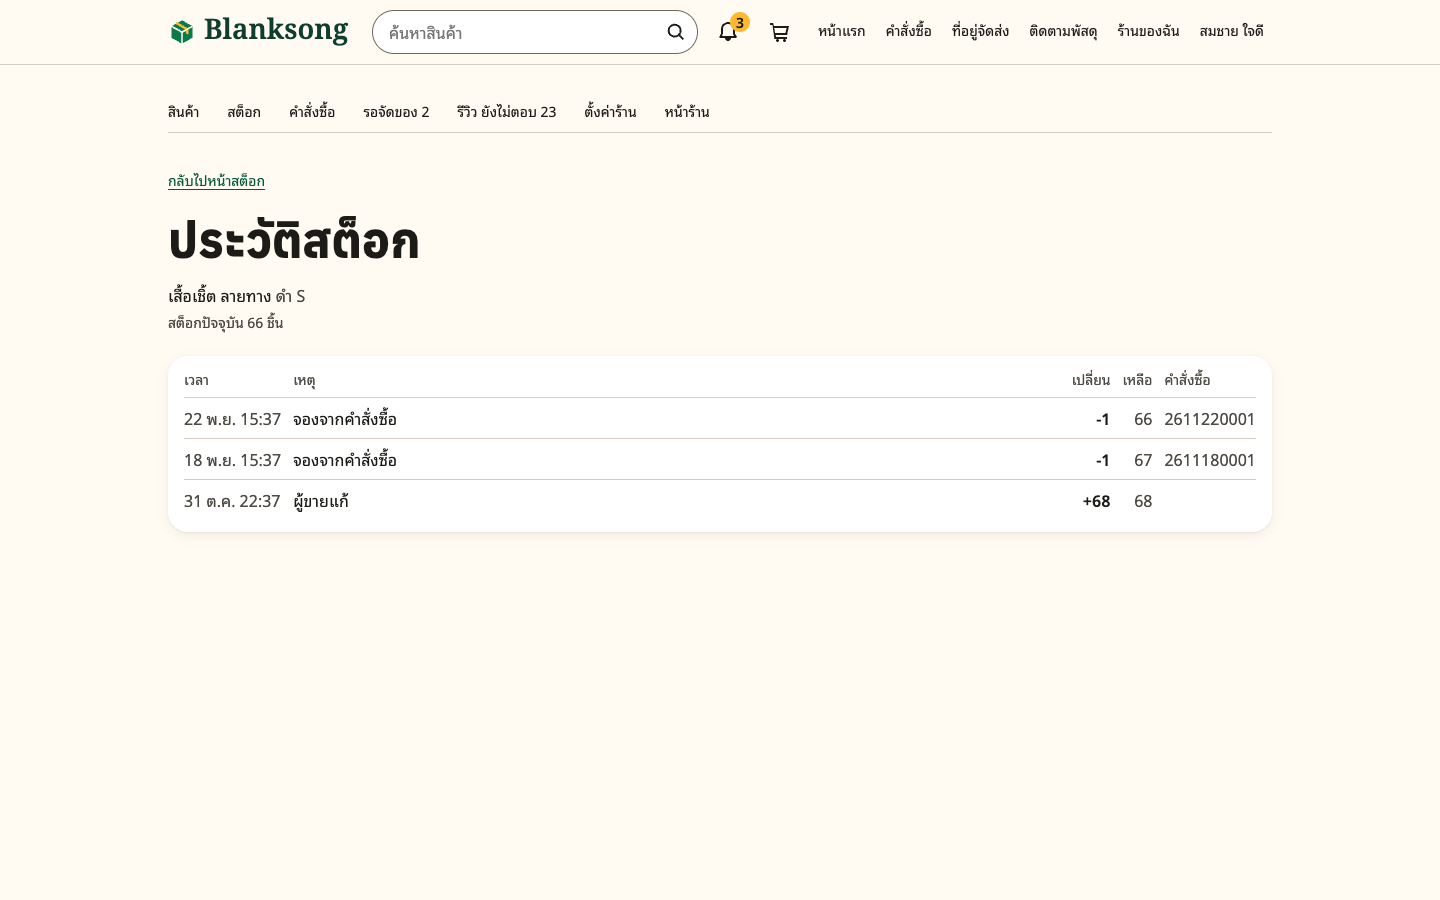 Blanksong
ค้นหาสินค้า
3
หน้าแรก คำสั่งซื้อ ที่อยู่จัดส่ง ติดตามพัสดุ ร้านของฉัน สมชาย ใจดี
สินค้า สต็อก คำสั่งซื้อ รอจัดของ 2 รีวิว ยังไม่ตอบ 23 ตั้งค่าร้าน หน้าร้าน
กลับไปหน้าสต็อก
ประวัติสต็อก
เสื้อเชิ้ต ลายทาง ดำ S
สต็อกปัจจุบัน 66 ชิ้น
เวลา เหตุ เปลี่ยน เหลือ คำสั่งซื้อ
22 พ.ย. 15:37 จองจากคำสั่งซื้อ -1 66 2611220001
18 พ.ย. 15:37 จองจากคำสั่งซื้อ -1 67 2611180001
31 ต.ค. 22:37 ผู้ขายแก้ +68 68